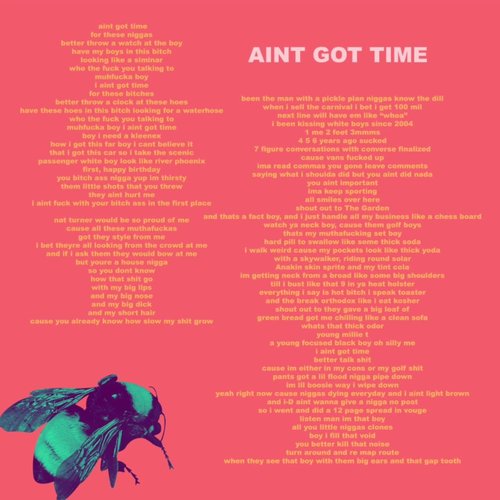 AINT GOT TIME
aint got time
for these niggas
better throw a watch at the boy
have my boys in this bitch
looking like a siminar
who the fuck you talking to
muhfucka boy
i aint got time
for these bitches
better throw a clock at these hoes
have these hoes in this bitch looking for a waterhose
who the fuck you talking to
muhfucka boy i aint got time
boy i need a kleenex
how i got this far boy i cant believe it
that i got this car so i take the scenic
passenger white boy look like river phoenix
first, happy birthday
you bitch ass nigga yup im thirsty
them little shots that you threw
they aint hurt me
i aint fuck with your bitch ass in the first place
nat turner would be so proud of me
cause all these muthafuckas
got they style from me
i bet theyre all looking from the crowd at me
and if i ask them they would bow at me
but youre a house nigga
so you dont know
how that shit go
with my big lips
and my big nose
and my big dick
and my short hair
cause you already know how slow my shit grow
been the man with a pickle plan niggas know the dill
when i sell the carnival i bet i get 100 mil
next line will have em like "whoa"
i been kissing white boys since 2004
1 me 2 feet 3mmms
4 5 6 years ago sucked
7 figure conversations with converse finalized
cause vans fucked up
ima read commas you gone leave comments
saying what i shoulda did but you aint did nada
you aint important
ima keep sporting
all smiles over here
shout out to The Garden
and thats a fact boy, and i just handle all my business like a chess board
watch ya neck boy, cause them golf boys
thats my muthafucking set boy
hard pill to swallow like some thick soda
i walk weird cause my pockets look like thick yoda
with a skywalker, riding round solar
Anakin skin sprite and my tint cola
im getting neck from a broad like some big shoulders
till i bust like that 9 in ya heat holster
everything i say is hot bitch i speak toaster
and the break orthodox like i eat kosher
shout out to they gave a big loaf of
green bread got me chilling like a clean sofa
whats that thick odor
young millie t
a young focused black boy oh silly me
i aint got time
better talk shit
cause im either in my cons or my golf shit
pants got a lil flood nigga pipe down
im lil boosie way i wipe down
yeah right now cause niggas dying everyday and i aint light brown
and i-D aint wanna give a nigga no post
so i went and did a 12 page spread in vouge
listen man im that boy
all you little niggas clones
boy i fill that void
you better kill that noise
turn around and re map route
when they see that boy with them big ears and that gap tooth